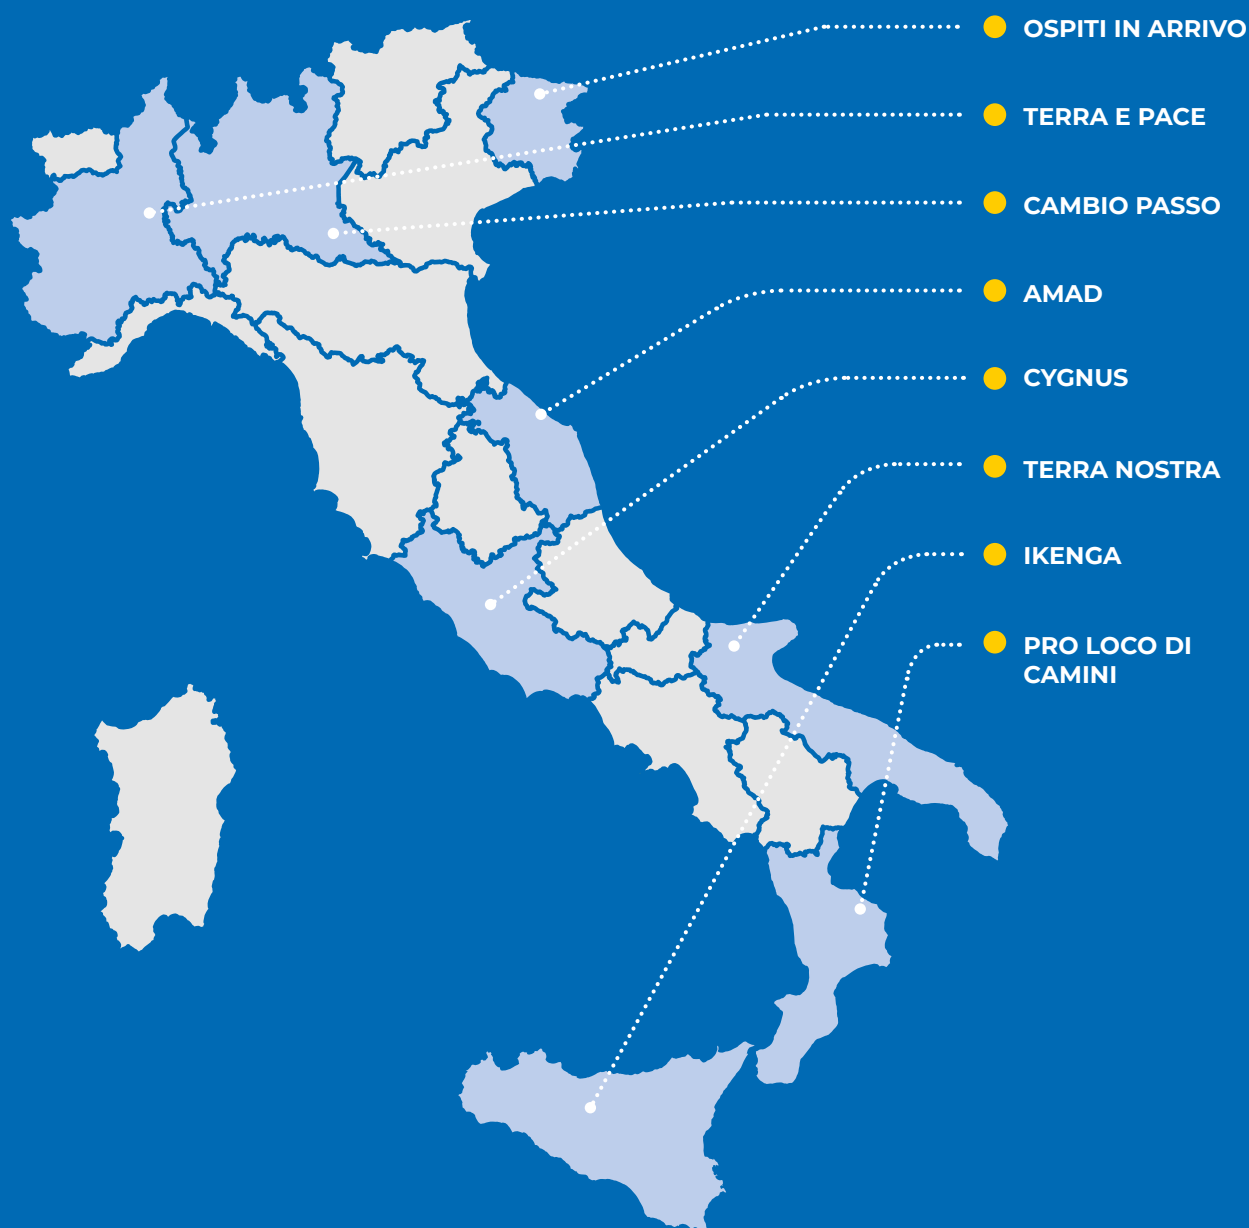 OSPITI IN ARRIVO
TERRA E PACE
CAMBIO PASSO
AMAD
CYGNUS
TERRA NOSTRA
IKENGA
PRO LOCO DI
CAMINI